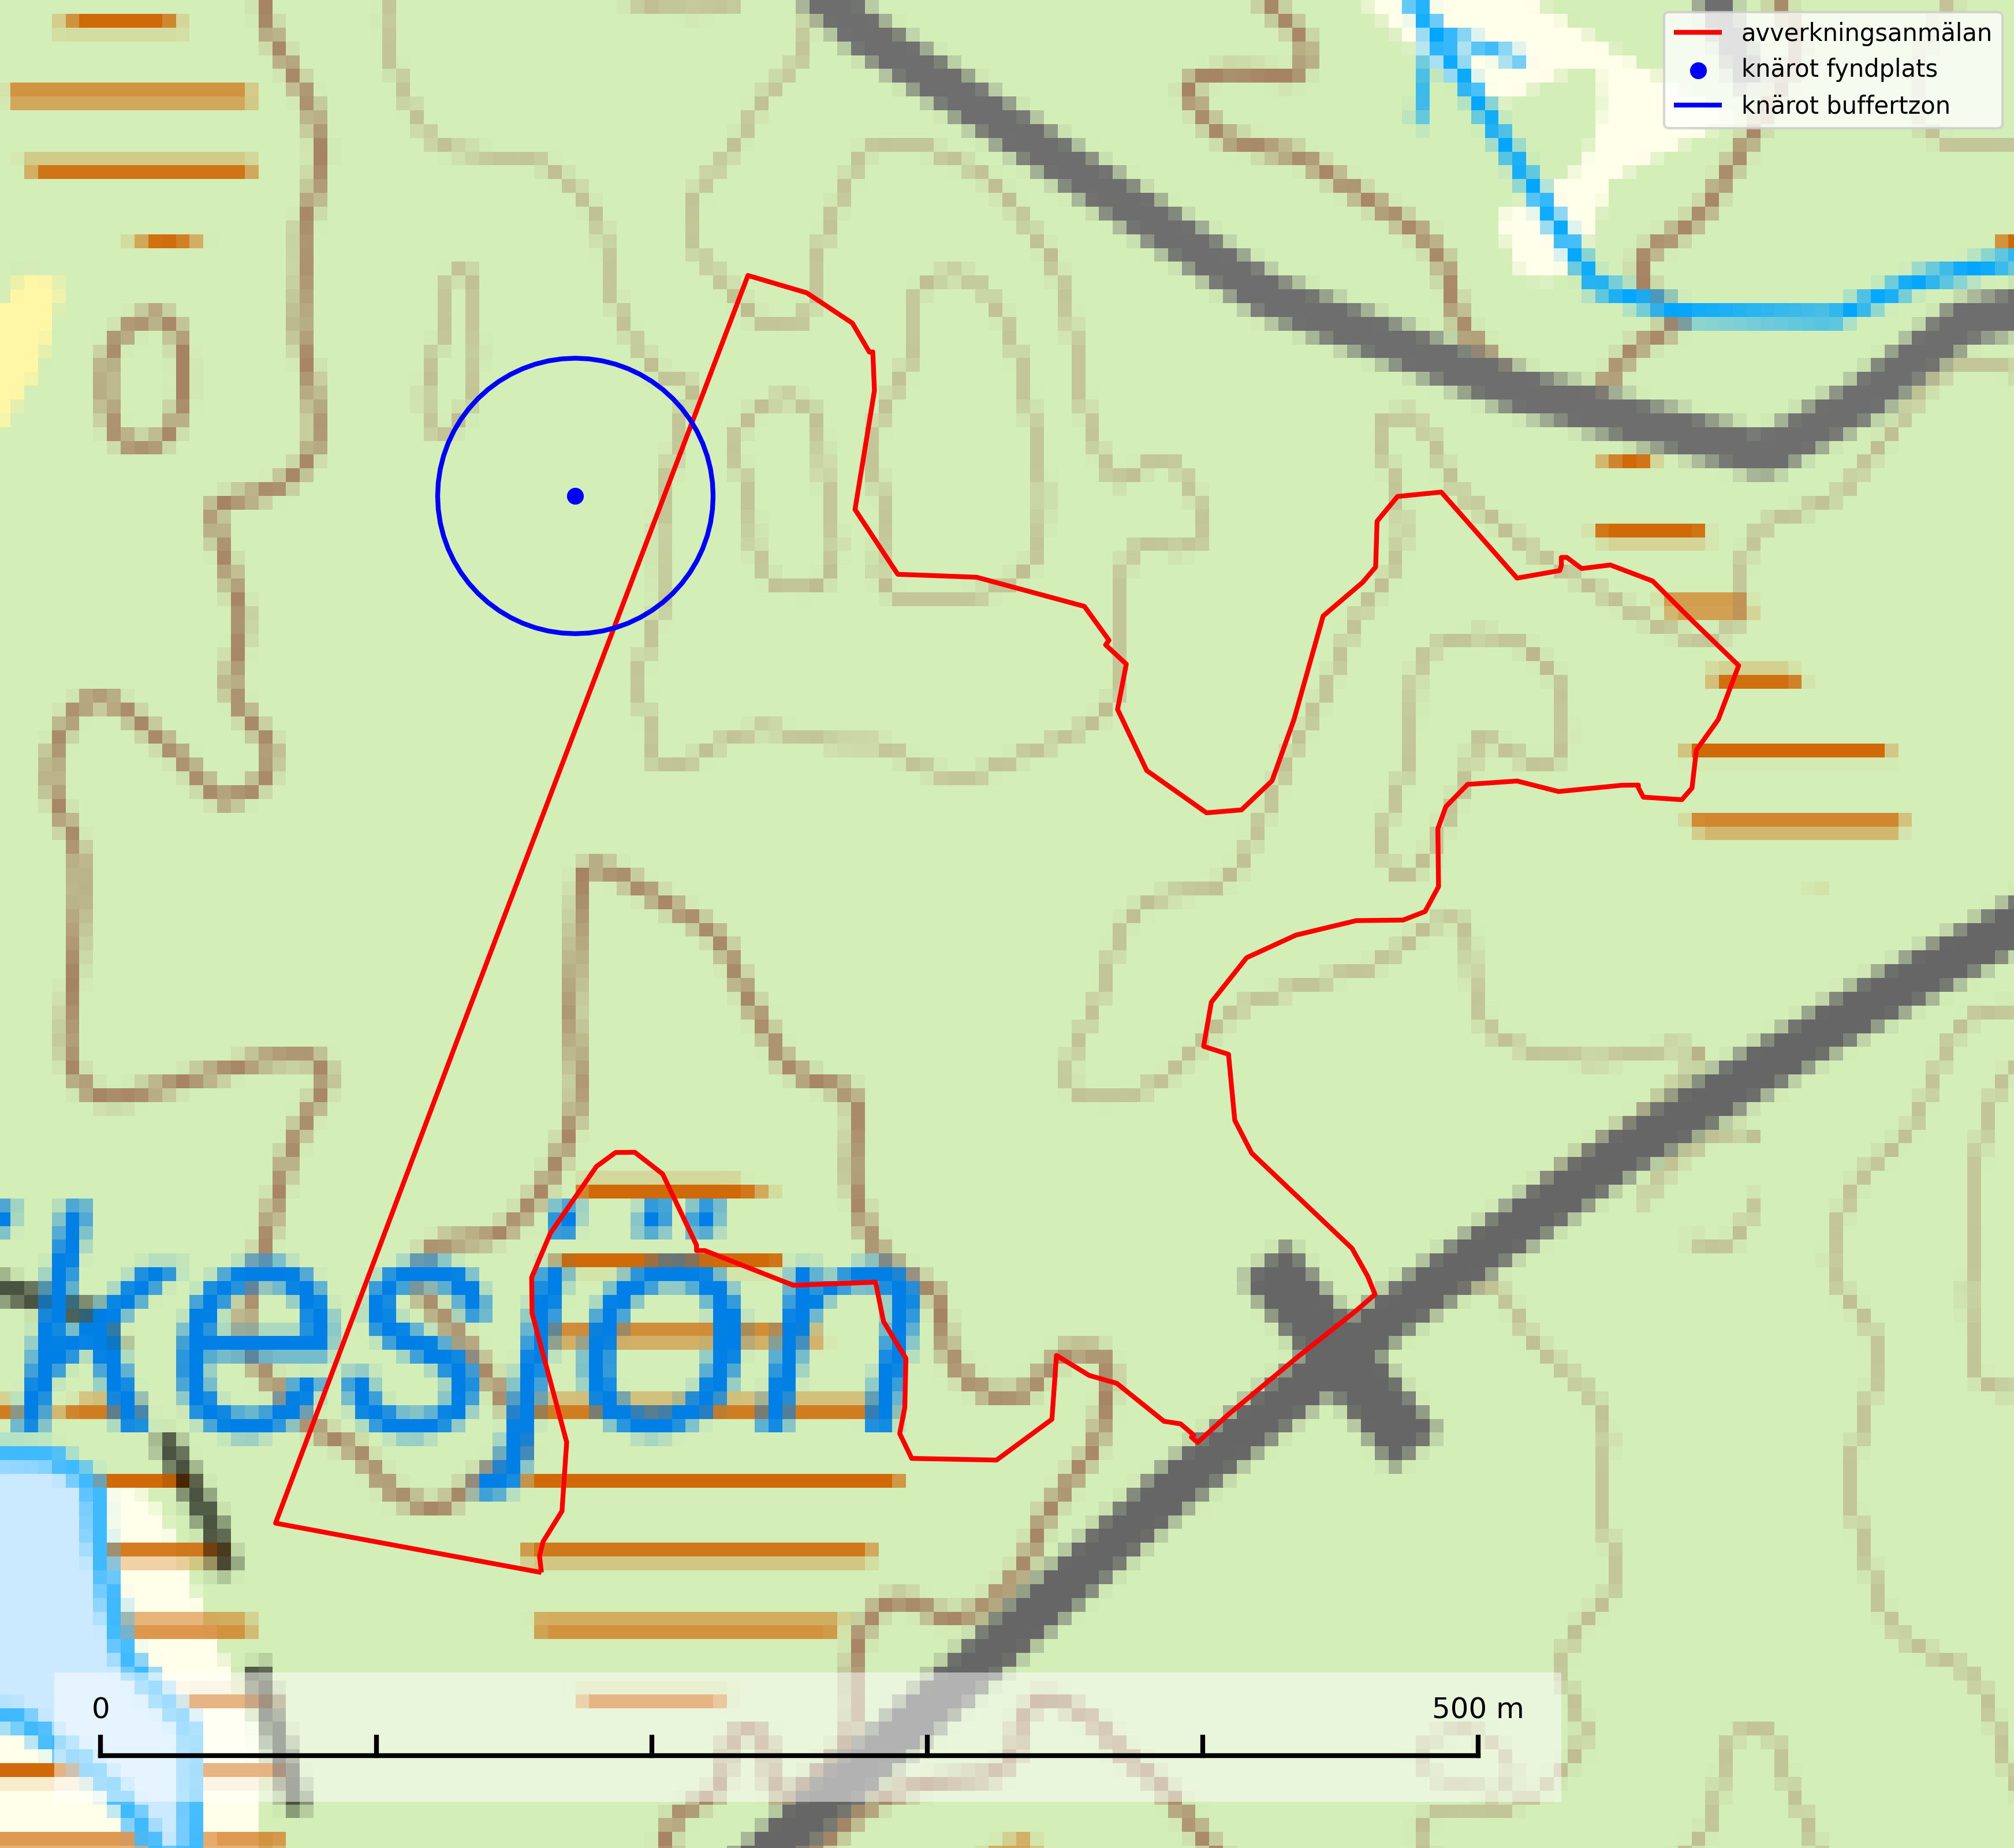 avverkningsanmälan
knärot fyndplats
knärot buffertzon
kesjön
0 500 m